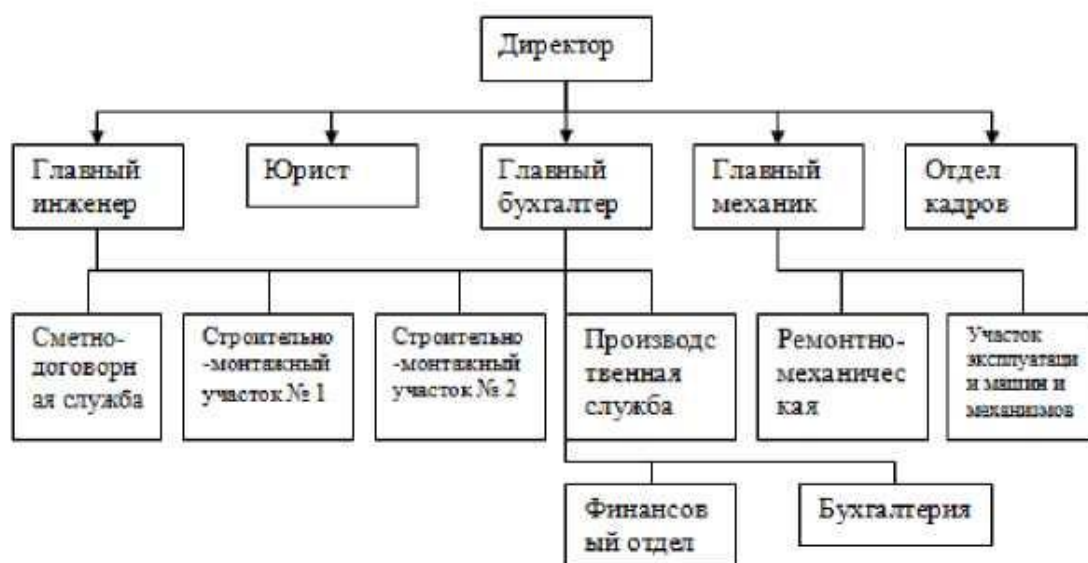 Директор
Главный
инженер
Юрист
Главный
бухгалтер
Главный
механик
Отдел
кадров
Сметно-
договорн
ая служба
Строительно
-монтажный
участок № 1
Строительно
-монтажный
участок № 2
Производс
твенная
служба
Ремонтно-
механичес
кая
Участок
эксплуатаци
и машин и
механизмов
Финансов
ый отдел
Бухгалтерия